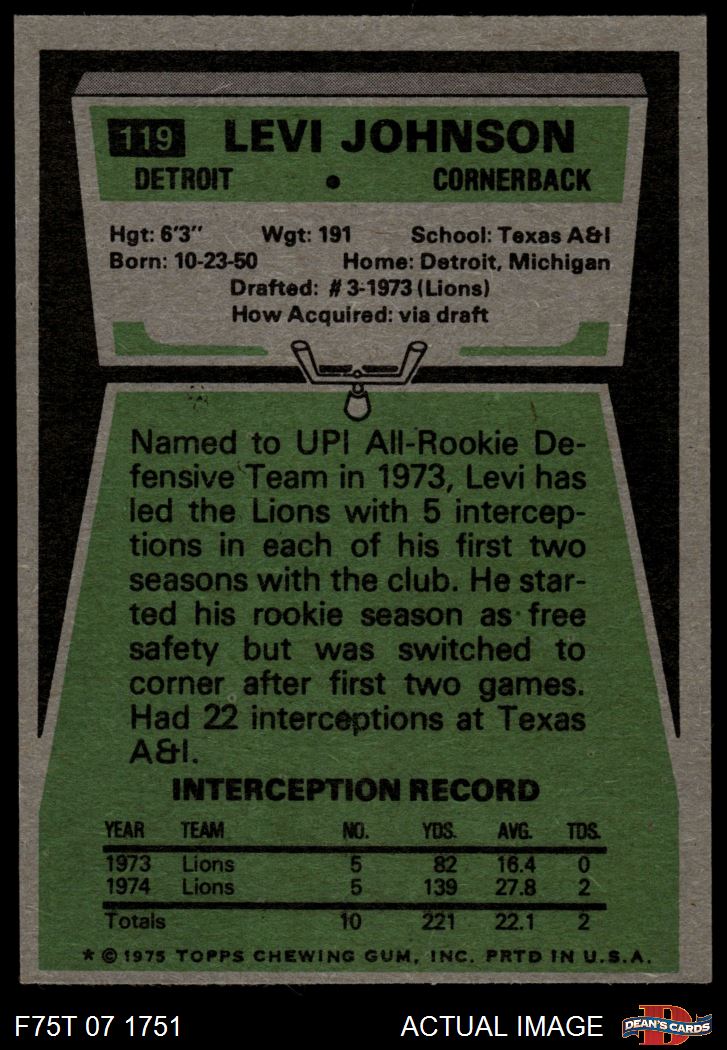 119 LEVI JOHNSON
DETROIT • CORNERBACK
Hgt: 6'3" Wgt: 191 School: Texas A&I
Born: 10-23-50 Home: Detroit, Michigan
Drafted: #3-1973 (Lions)
How Acquired: via draft
Named to UPI All-Rookie De-
fensive Team in 1973, Levi has
led the Lions with 5 intercep-
tions in each of his first two
seasons with the club. He star-
ted his rookie season as free
safety but was switched to
corner after first two games.
Had 22 interceptions at Texas
A&I.
INTERCEPTION RECORD
YEAR TEAM NO. YDS. AVG. TDS.
1973 Lions 5 82 16.4 0
1974 Lions 5 139 27.8 2
Totals 10 221 22.1 2
* © 1975 TOPPS CHEWING GUM, INC. PRTD IN U.S.A.
F75T 07 1751 ACTUAL IMAGE D DEAN'S CARDS